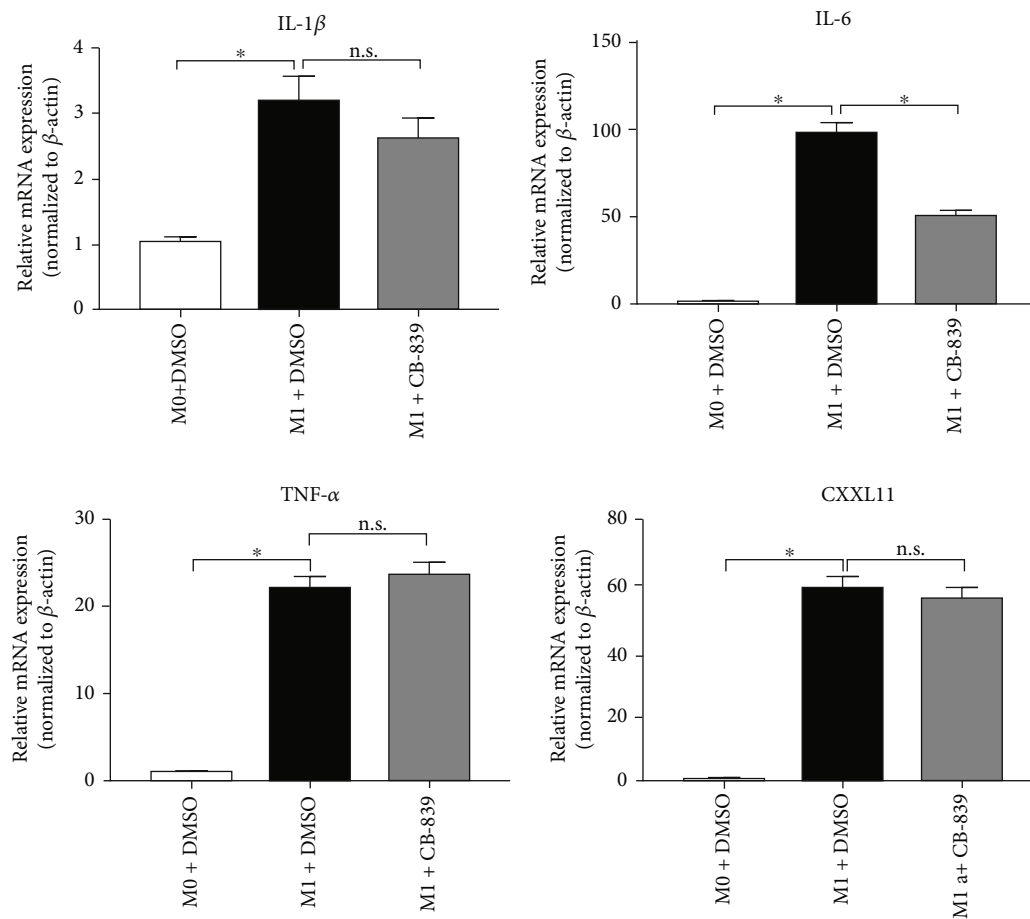 IL-1β
Relative mRNA expression
(normalized to β-actin)
4
3
2
1
0
*
n.s.
M0+DMSO
M1 + DMSO
M1 + CB-839
IL-6
Relative mRNA expression
(normalized to β-actin)
150
100
50
0
*
*
M0 + DMSO
M1 + DMSO
M1 + CB-839
TNF-α
Relative mRNA expression
(normalized to β-actin)
30
20
10
0
*
n.s.
M0 + DMSO
M1 + DMSO
M1 + CB-839
CXXL11
Relative mRNA expression
(normalized to β-actin)
80
60
40
20
0
*
n.s.
M0 + DMSO
M1 + DMSO
M1 a+ CB-839